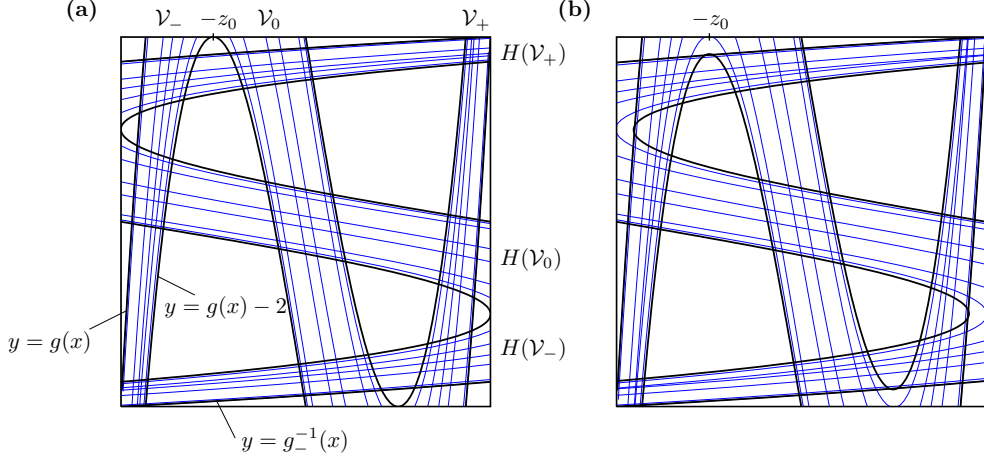 (a) 𝒱₋ −z₀ 𝒱₀ 𝒱₊ (b) −z₀
H(𝒱₊)
H(𝒱₀)
y = g(x) − 2
y = g(x)
H(𝒱₋)
y = g₋⁻¹(x)